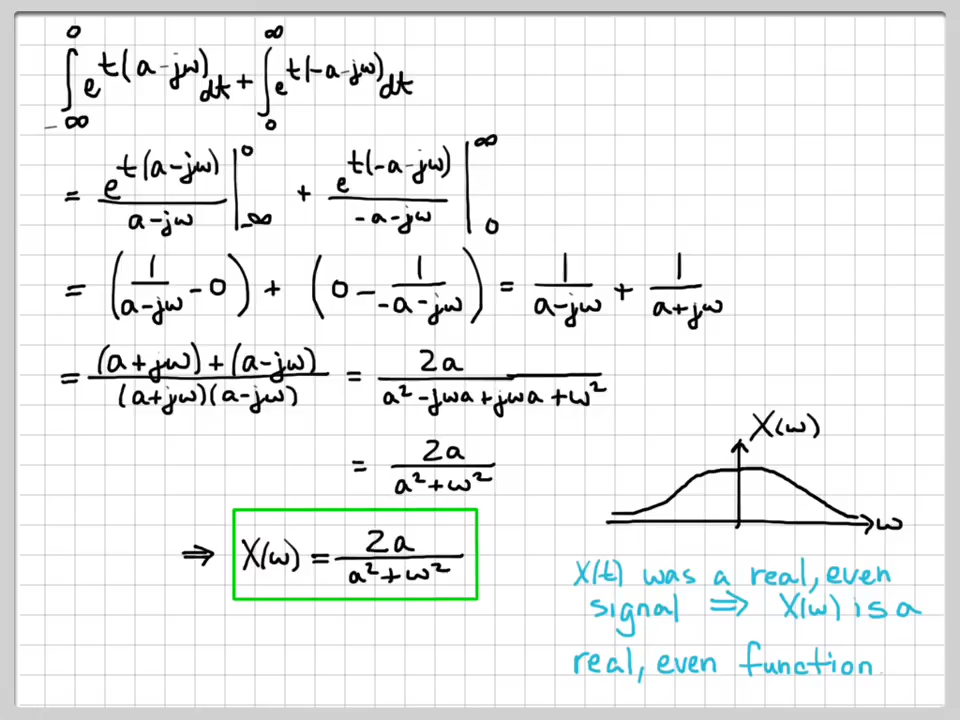 ∫_{-∞}^{0} e^{t(a-jω)} dt + ∫_{0}^{∞} e^{t(-a-jω)} dt
= e^{t(a-jω)} / (a-jω) |_{-∞}^{0} + e^{t(-a-jω)} / (-a-jω) |_{0}^{∞}
= (1/(a-jω) - 0) + (0 - 1/(-a-jω)) = 1/(a-jω) + 1/(a+jω)
= ((a+jω)+(a-jω)) / ((a+jω)(a-jω)) = 2a / (a²-jωa+jωa+ω²)
= 2a / (a²+ω²)
⇒ X(ω) = 2a / (a²+ω²)
X(ω)
ω
X(t) was a real, even
signal ⇒ X(ω) is a
real, even function.